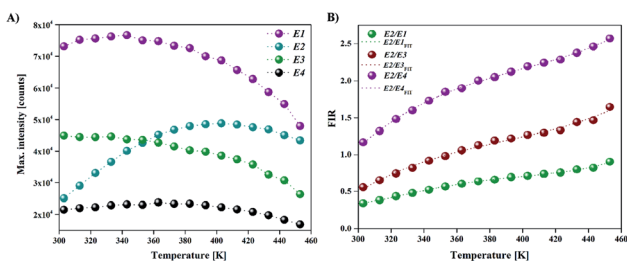 A)
Max. intensity [counts]
8x10⁴
7x10⁴
6x10⁴
5x10⁴
4x10⁴
3x10⁴
2x10⁴
300 320 340 360 380 400 420 440 460
Temperature [K]
E1
E2
E3
E4
B)
FIR
2.5
2.0
1.5
1.0
0.5
0.0
300 320 340 360 380 400 420 440 460
Temperature [K]
E2/E1
E2/E1FIT
E2/E3
E2/E3FIT
E2/E4
E2/E4FIT